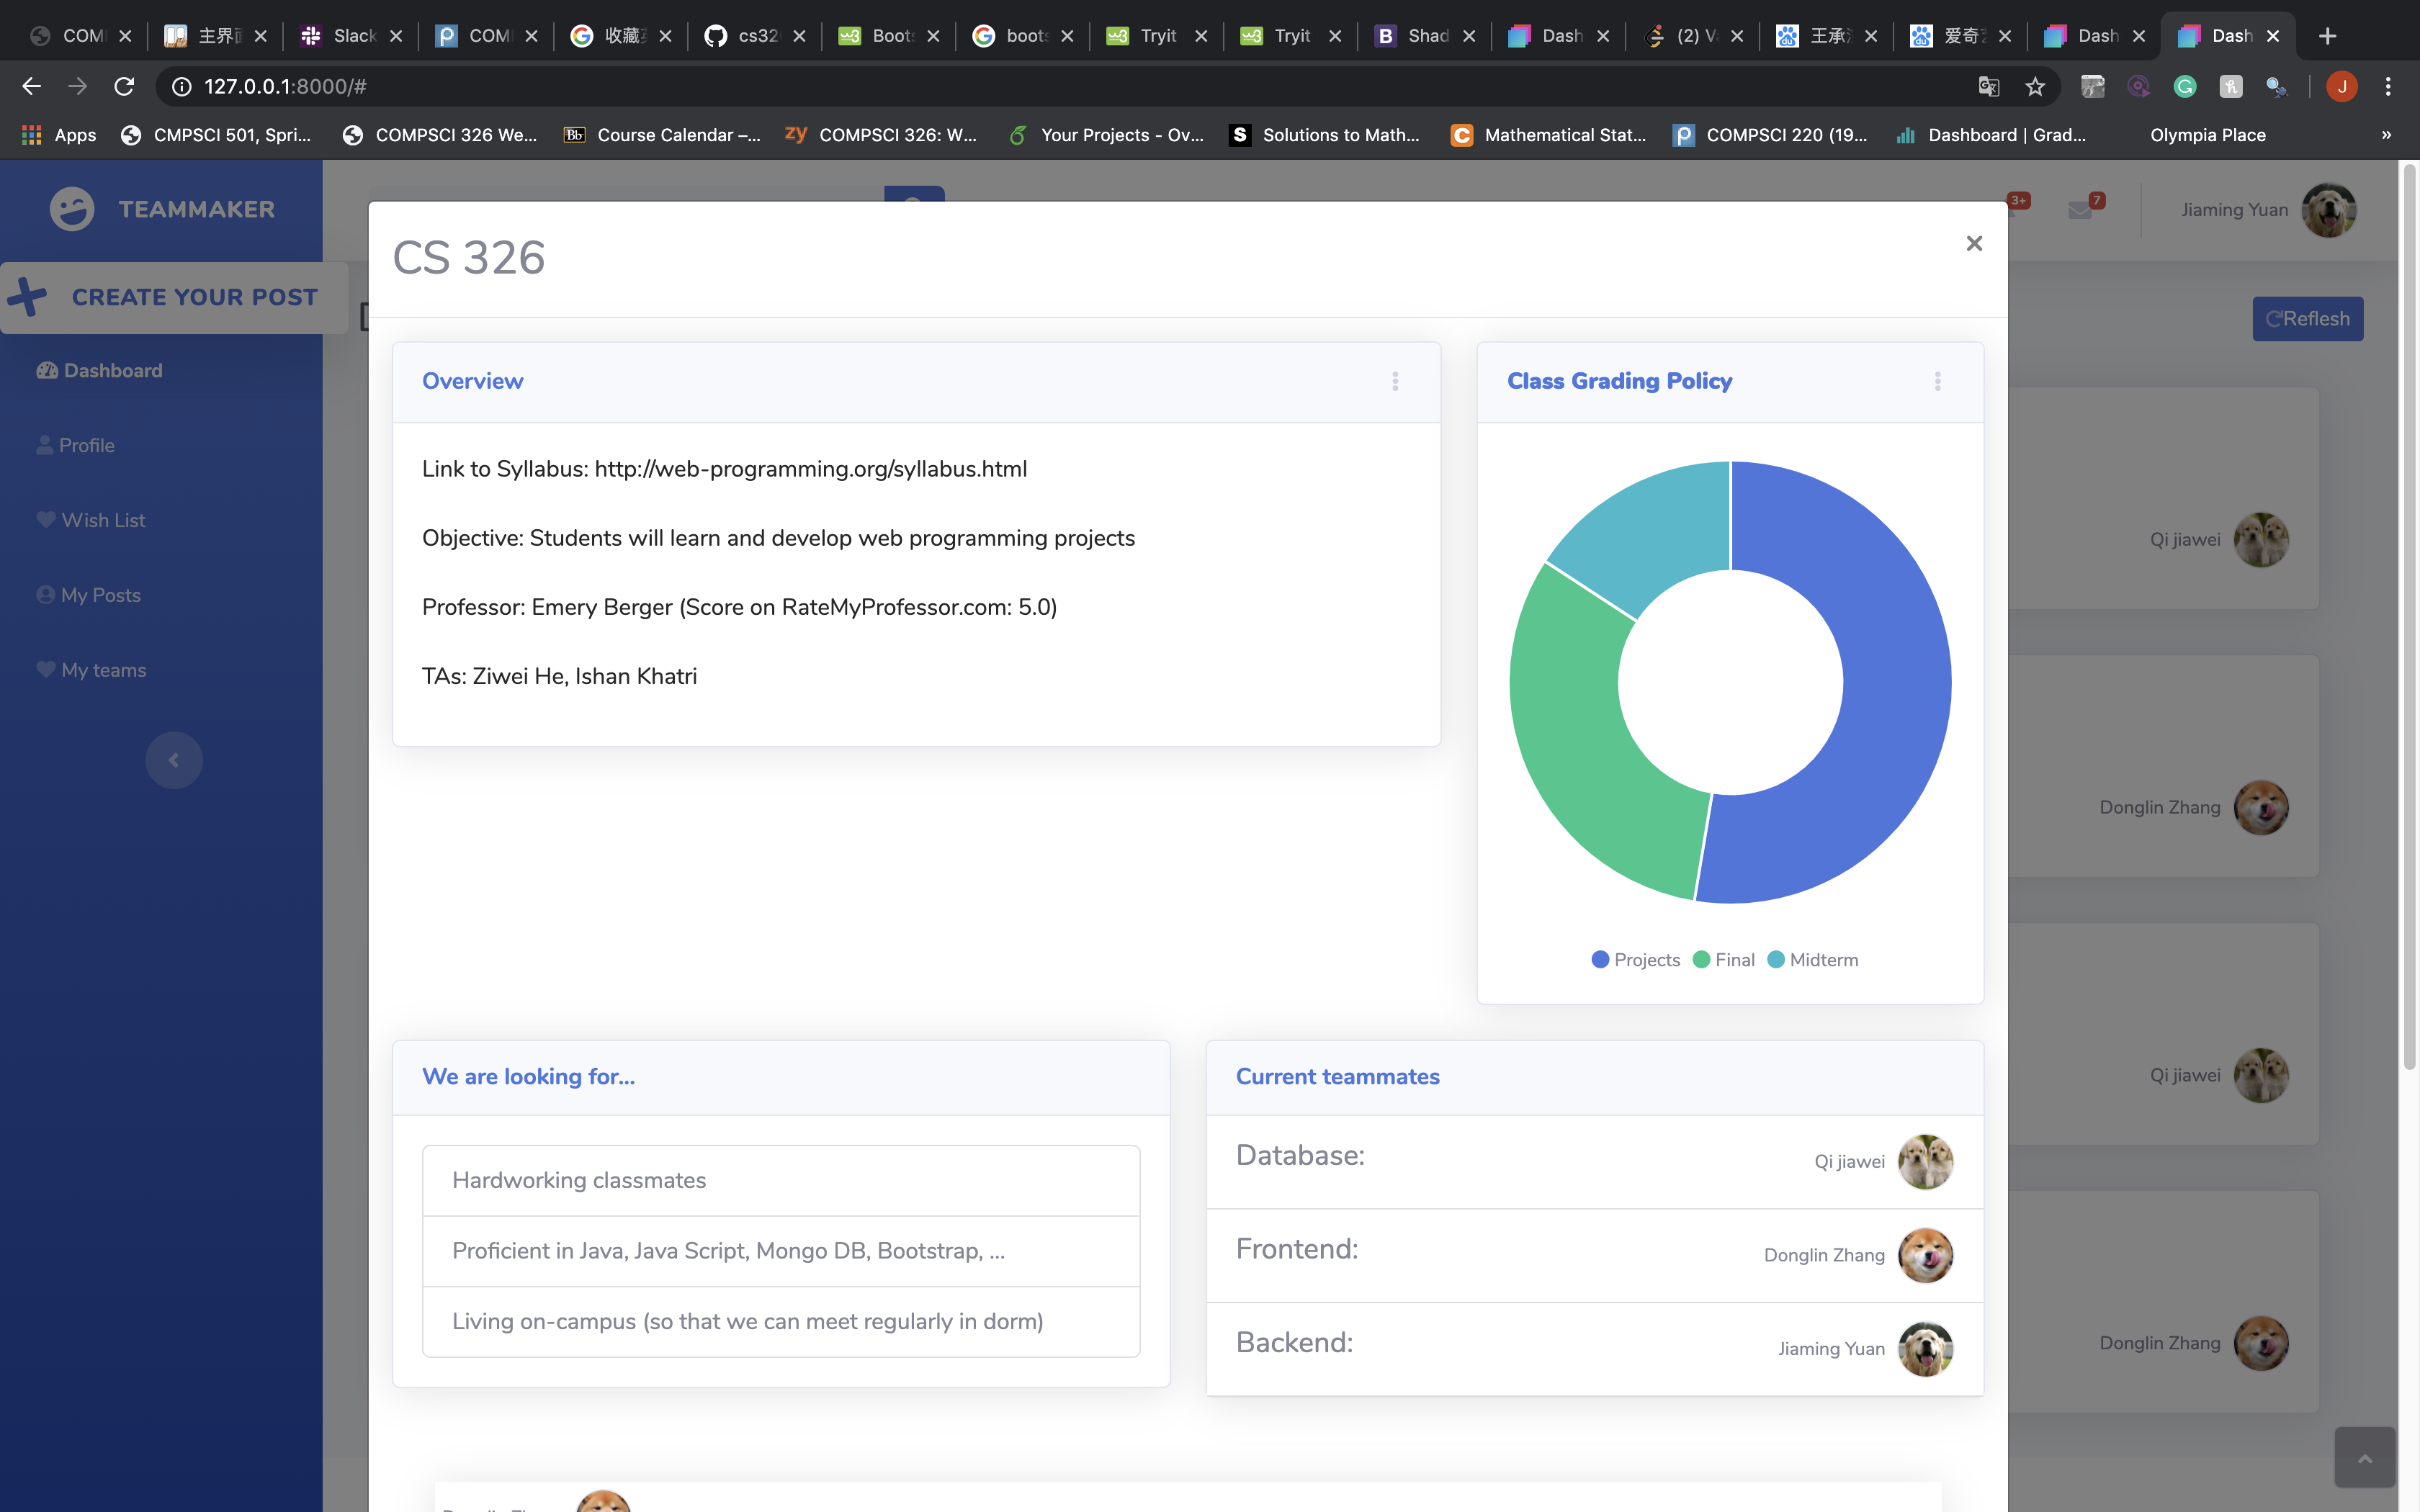 COM
主界面
Slack
COM
收藏
cs32
Boots
boots
Tryit
Tryit
Shad
Dash
(2) Va
王承
爱奇
Dash
Dash
127.0.0.1:8000/#
J
Apps
CMPSCI 501, Spri...
COMPSCI 326 We...
Bb
Course Calendar –...
zy
COMPSCI 326: W...
Your Projects - Ov...
S
Solutions to Math...
C
Mathematical Stat...
COMPSCI 220 (19...
Dashboard | Grad...
Olympia Place
»
TEAMMAKER
3+
7
Jiaming Yuan
CREATE YOUR POST
Dashboard
Profile
Wish List
My Posts
My teams
Reflesh
CS 326
×
Overview
Link to Syllabus: http://web-programming.org/syllabus.html
Objective: Students will learn and develop web programming projects
Professor: Emery Berger (Score on RateMyProfessor.com: 5.0)
TAs: Ziwei He, Ishan Khatri
Class Grading Policy
Projects Final Midterm
We are looking for...
Hardworking classmates
Proficient in Java, Java Script, Mongo DB, Bootstrap, ...
Living on-campus (so that we can meet regularly in dorm)
Current teammates
Database:
Qi jiawei
Frontend:
Donglin Zhang
Backend:
Jiaming Yuan
Qi jiawei
Donglin Zhang
Qi jiawei
Donglin Zhang